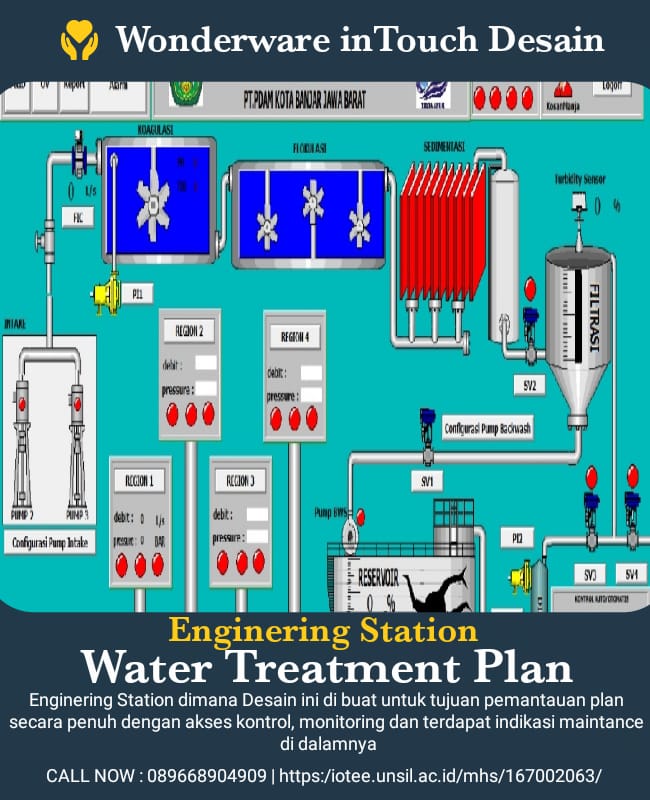 Wonderware inTouch Desain
OV
Report
Alarm
PT.PDAM KOTA BANJAR JAWA BARAT
Logoff
KOAGULASI
FLOKULASI
SEDIMENTASI
Turbidity Sensor
0 L/s
0 %
FIC
PI1
FILTRASI
INTAKE
REGION 2
REGION 4
debit :
debit :
pressure :
pressure :
SV2
Configurasi Pump Backwash
SV1
REGION 1
REGION 3
debit : 0 L/s
debit :
pressure : 0 BAR
pressure :
PUMP 2
PUMP 3
Configurasi Pump Intake
Pump BWS
PI2
RESERVOIR
0 %
SV3
SV4
KONTROL AUTO/OTOMATIS
Enginering Station
Water Treatment Plan
Enginering Station dimana Desain ini di buat untuk tujuan pemantauan plan
secara penuh dengan akses kontrol, monitoring dan terdapat indikasi maintance
di dalamnya
CALL NOW : 089668904909 | https:/iotee.unsil.ac.id/mhs/167002063/